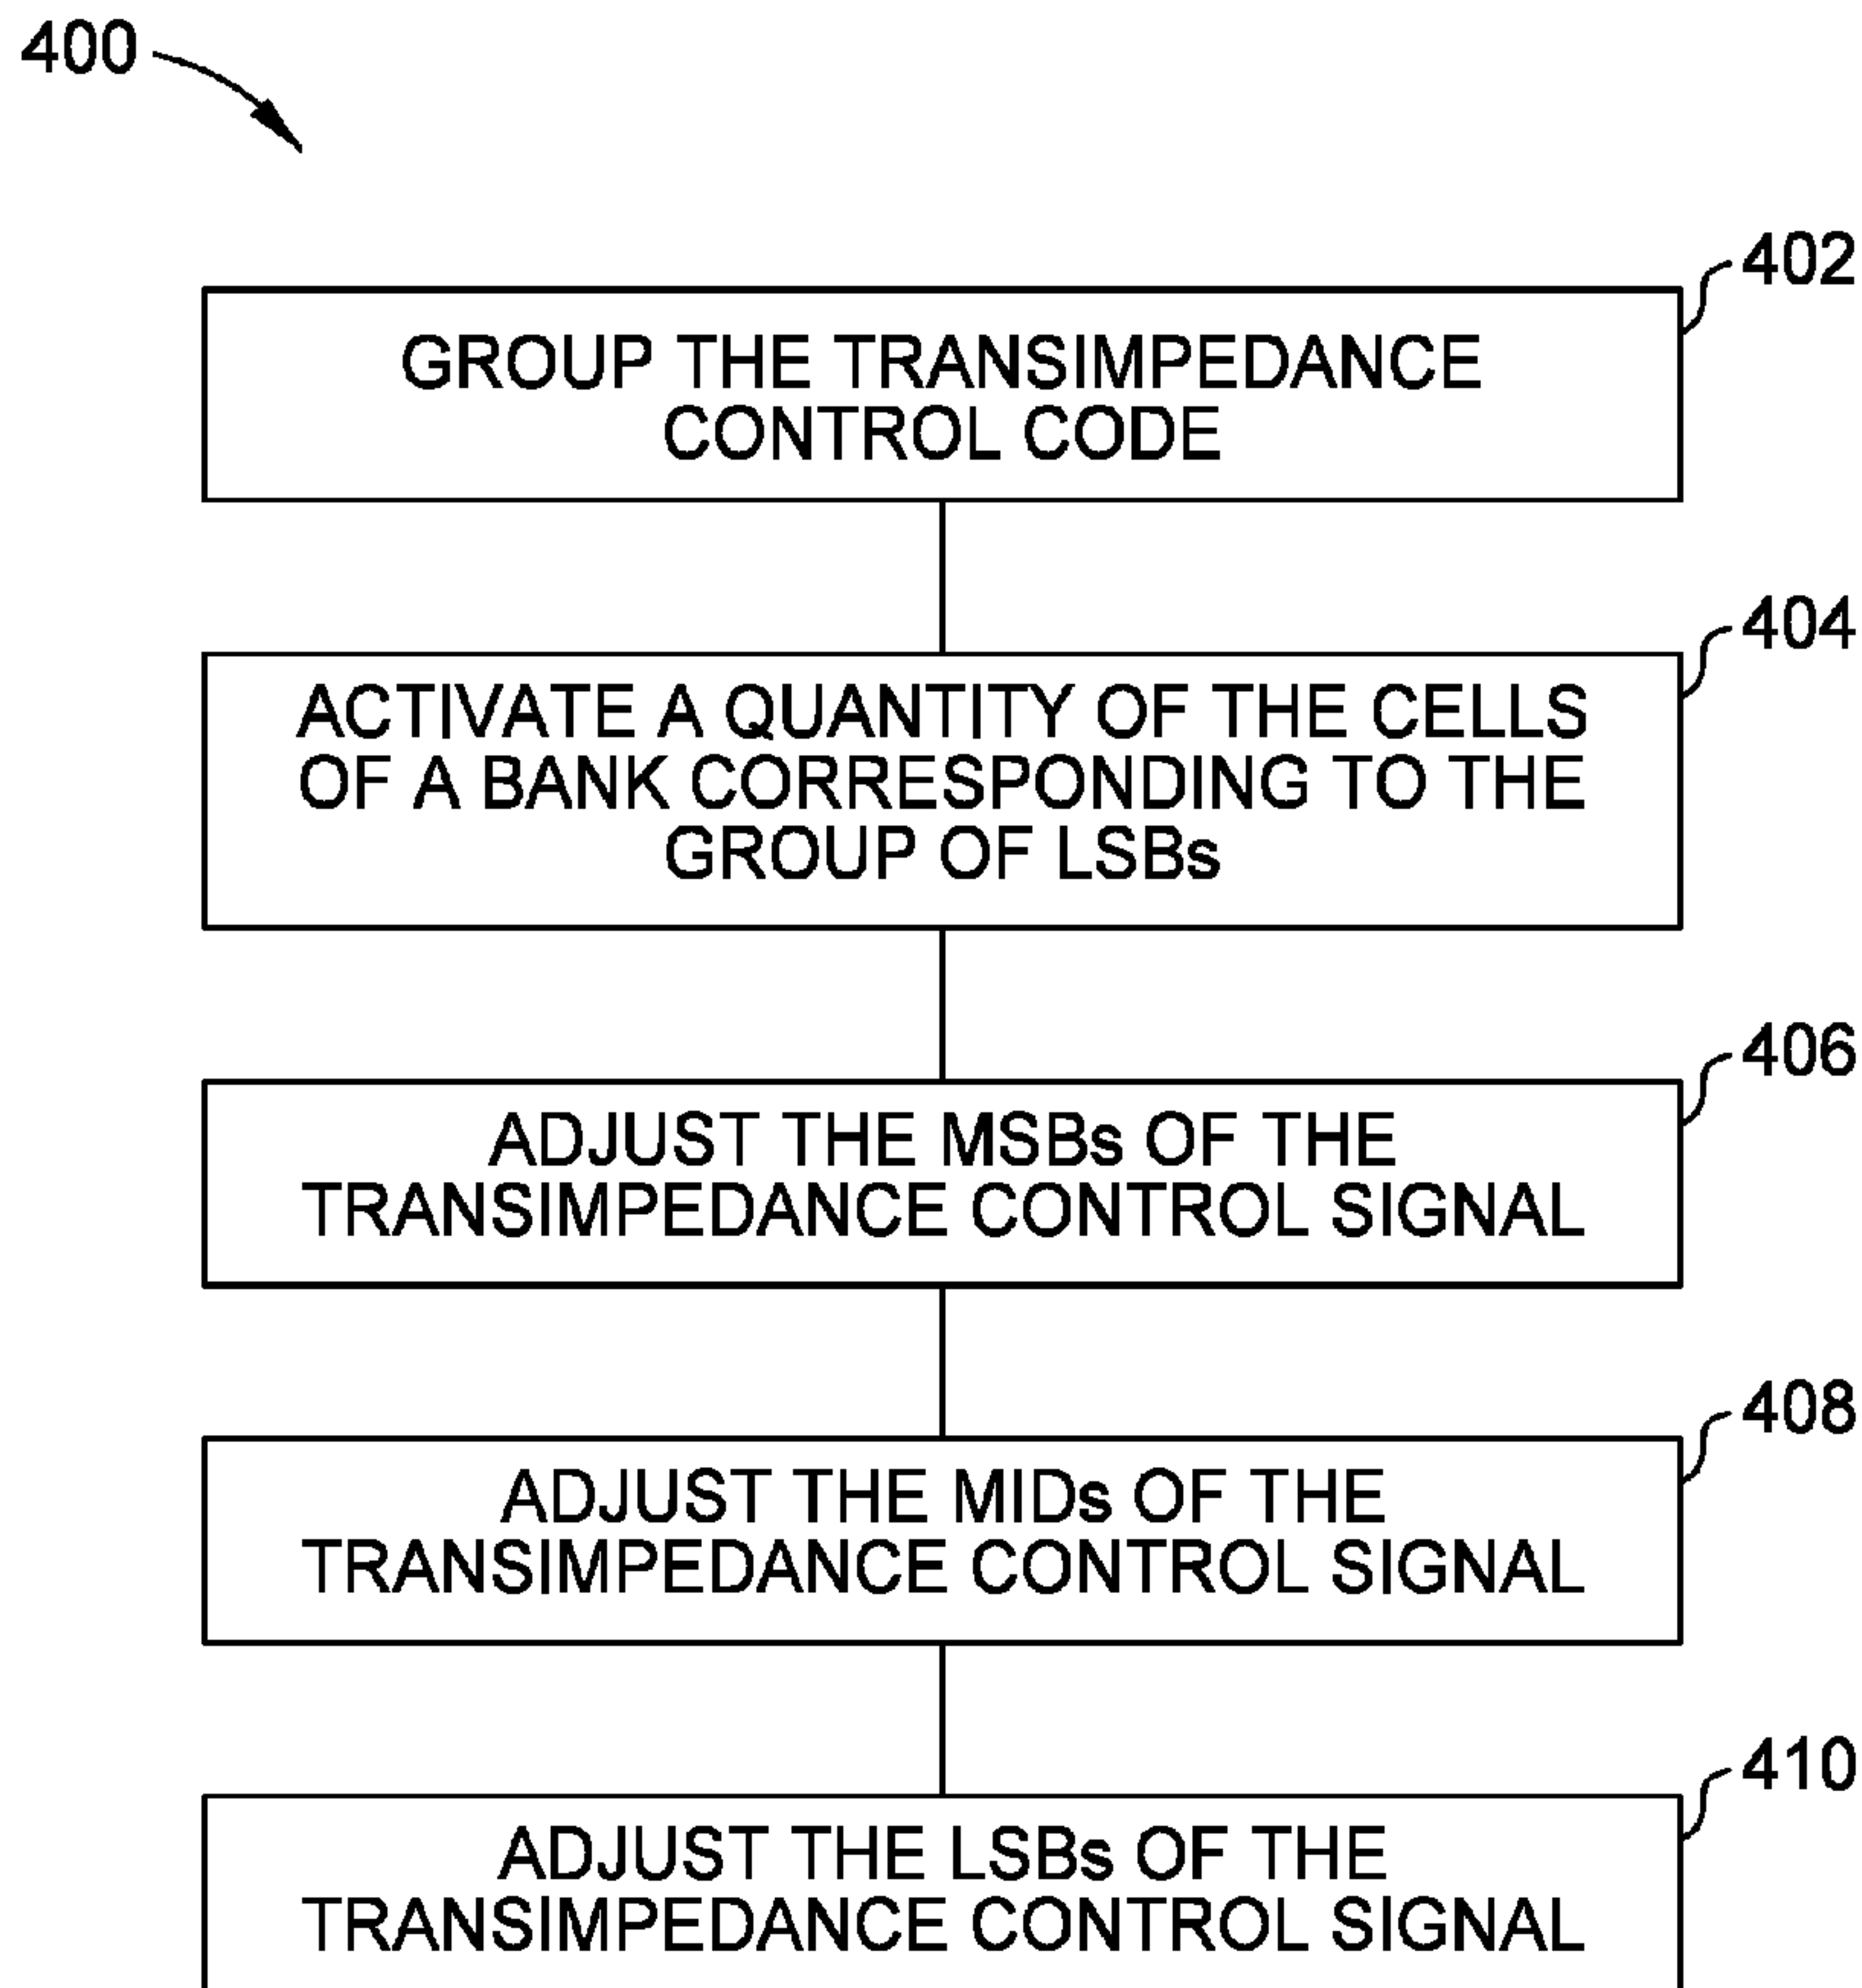 400
402
GROUP THE TRANSIMPEDANCE
CONTROL CODE
404
ACTIVATE A QUANTITY OF THE CELLS
OF A BANK CORRESPONDING TO THE
GROUP OF LSBs
406
ADJUST THE MSBs OF THE
TRANSIMPEDANCE CONTROL SIGNAL
408
ADJUST THE MIDs OF THE
TRANSIMPEDANCE CONTROL SIGNAL
410
ADJUST THE LSBs OF THE
TRANSIMPEDANCE CONTROL SIGNAL